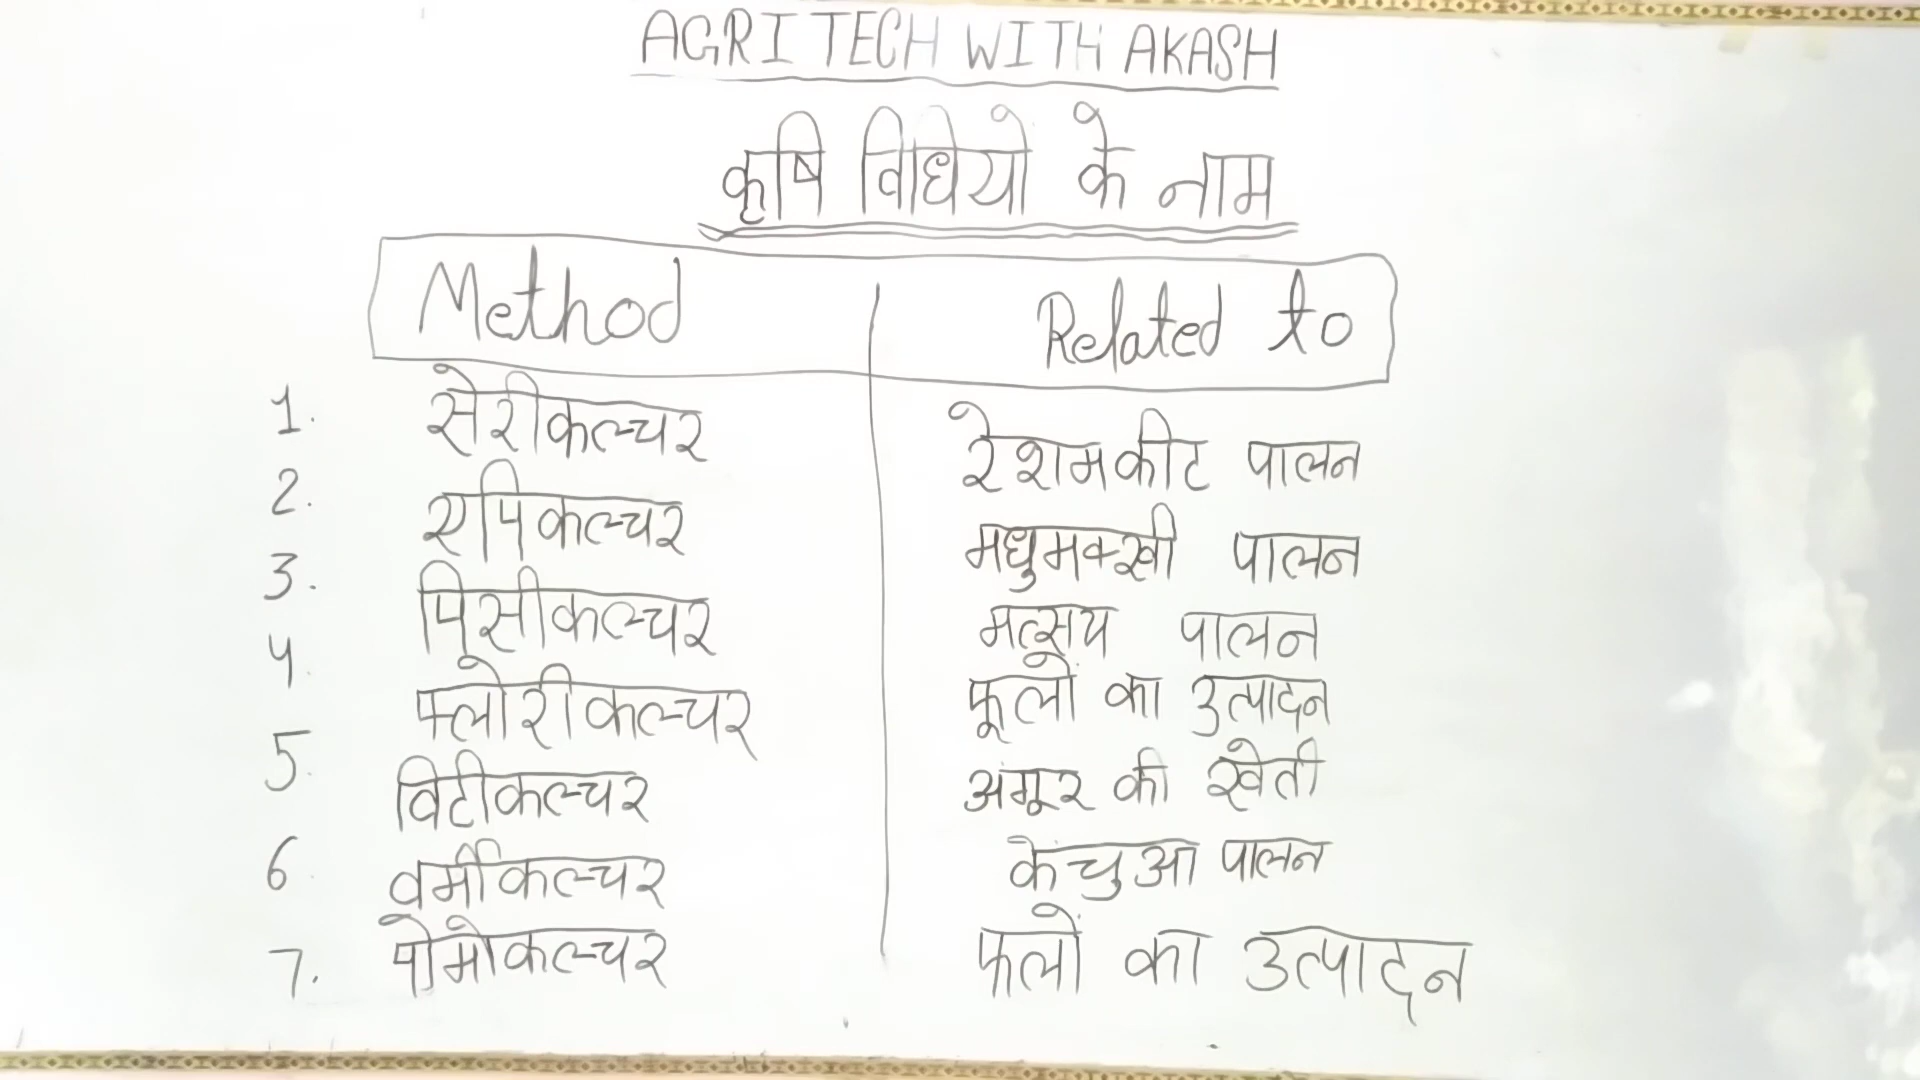 AGRI TECH WITH AKASH
कृषि विधियो के नाम
Method Related to
1. सेरीकल्चर रेशमकीट पालन
2. एपिकल्चर मधुमक्खी पालन
3. पिसीकल्चर मत्सय पालन
4. फ्लोरीकल्चर फूलों का उत्पादन
5. विटीकल्चर अंगूर की खेती
6. वर्मीकल्चर केचुआ पालन
7. पोमोकल्चर फलों का उत्पादन